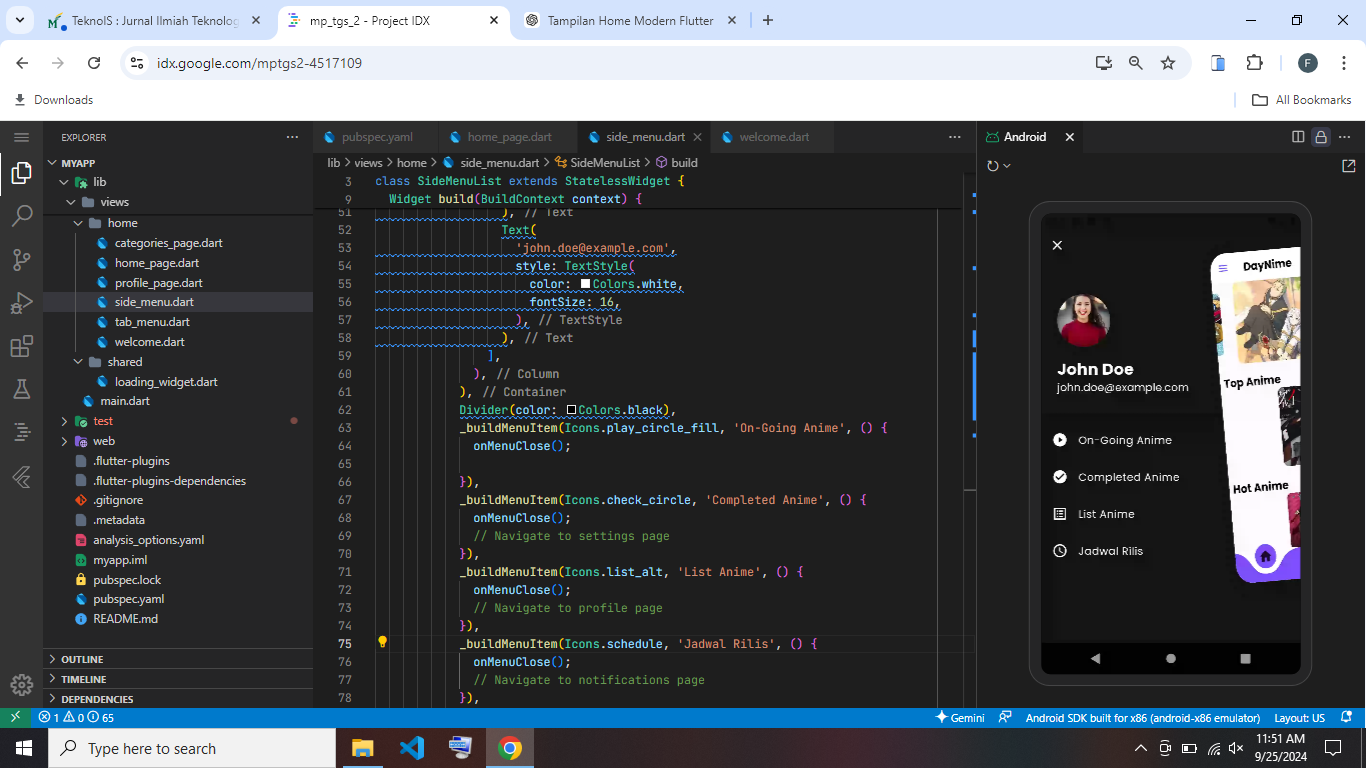 TeknoIS : Jurnal Ilmiah Teknolog
mp_tgs_2 - Project IDX
Tampilan Home Modern Flutter
idx.google.com/mptgs2-4517109
F
Downloads
All Bookmarks
EXPLORER
MYAPP
lib
views
home
categories_page.dart
home_page.dart
profile_page.dart
side_menu.dart
tab_menu.dart
welcome.dart
shared
loading_widget.dart
main.dart
test
web
.flutter-plugins
.flutter-plugins-dependencies
.gitignore
.metadata
analysis_options.yaml
myapp.iml
pubspec.lock
pubspec.yaml
README.md
OUTLINE
TIMELINE
DEPENDENCIES
pubspec.yaml
home_page.dart
side_menu.dart
welcome.dart
lib > views > home > side_menu.dart > SideMenuList > build
3 class SideMenuList extends StatelessWidget {
9 Widget build(BuildContext context) {
51 ), // Text
52 Text(
53 'john.doe@example.com',
54 style: TextStyle(
55 color: Colors.white,
56 fontSize: 16,
57 ), // TextStyle
58 ), // Text
59 ],
60 ), // Column
61 ), // Container
62 Divider(color: Colors.black),
63 _buildMenuItem(Icons.play_circle_fill, 'On-Going Anime', () {
64 onMenuClose();
65
66 }),
67 _buildMenuItem(Icons.check_circle, 'Completed Anime', () {
68 onMenuClose();
69 // Navigate to settings page
70 }),
71 _buildMenuItem(Icons.list_alt, 'List Anime', () {
72 onMenuClose();
73 // Navigate to profile page
74 }),
75 _buildMenuItem(Icons.schedule, 'Jadwal Rilis', () {
76 onMenuClose();
77 // Navigate to notifications page
78 }),
Android
DayNime
John Doe
john.doe@example.com
On-Going Anime
Completed Anime
List Anime
Jadwal Rilis
Top Anime
Hot Anime
1 0 65
Gemini
Android SDK built for x86 (android-x86 emulator)
Layout: US
Type here to search
11:51 AM
9/25/2024